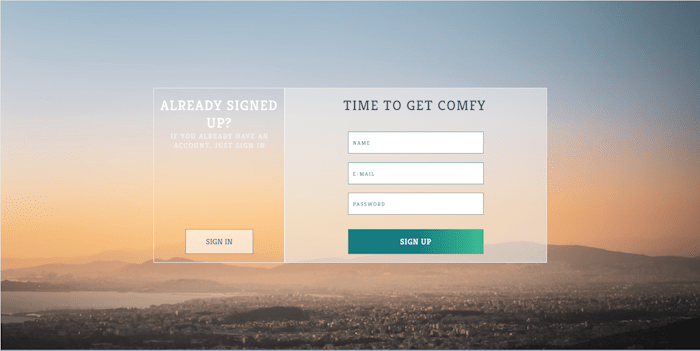 ALREADY SIGNED
UP?
IF YOU ALREADY HAVE AN
ACCOUNT, JUST SIGN IN
SIGN IN
TIME TO GET COMFY
NAME
E-MAIL
PASSWORD
SIGN UP